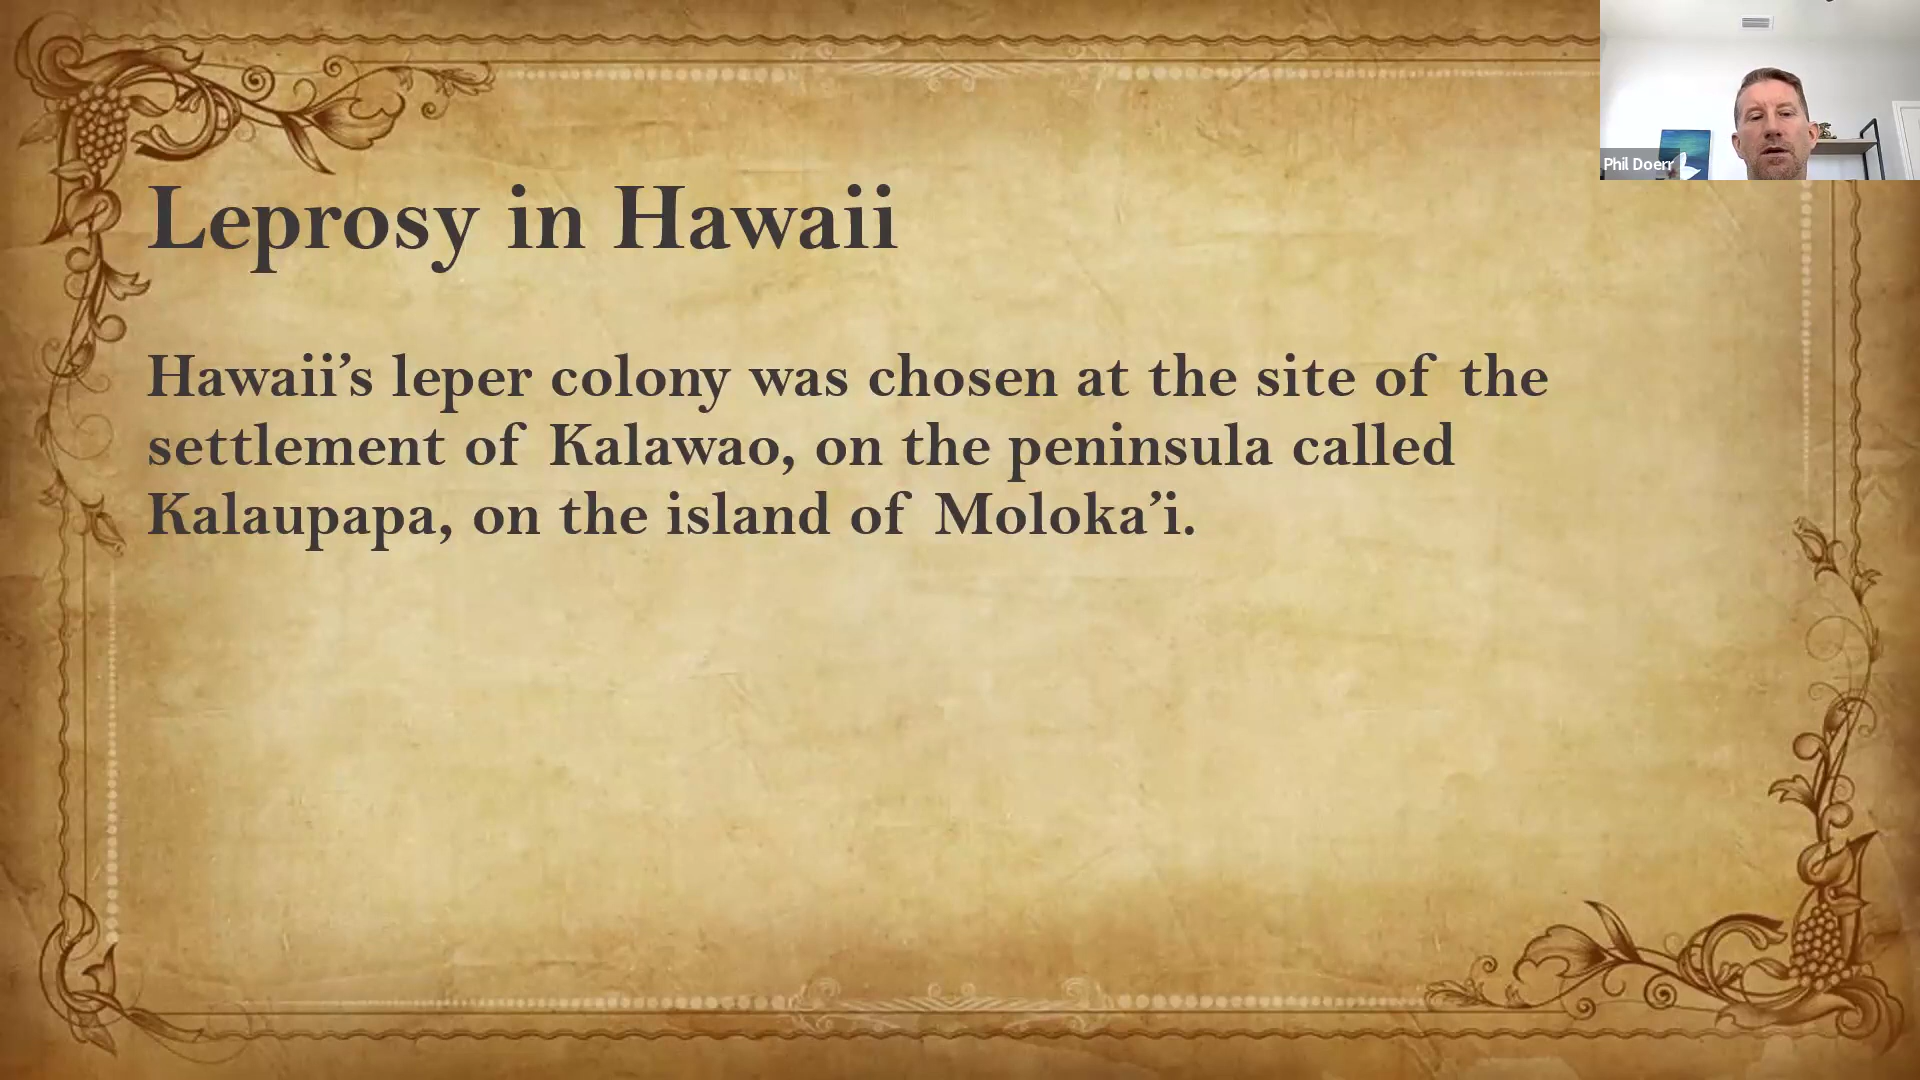 Leprosy in Hawaii
Hawaii’s leper colony was chosen at the site of the
settlement of Kalawao, on the peninsula called
Kalaupapa, on the island of Moloka’i.
Phil Doerr